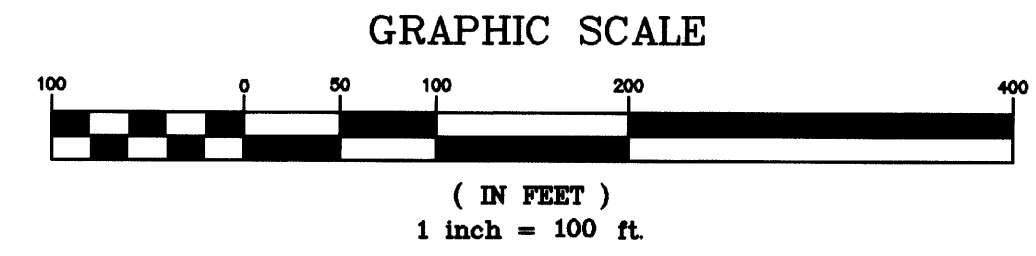 GRAPHIC SCALE
100 0 50 100 200 400
( IN FEET )
1 inch = 100 ft.